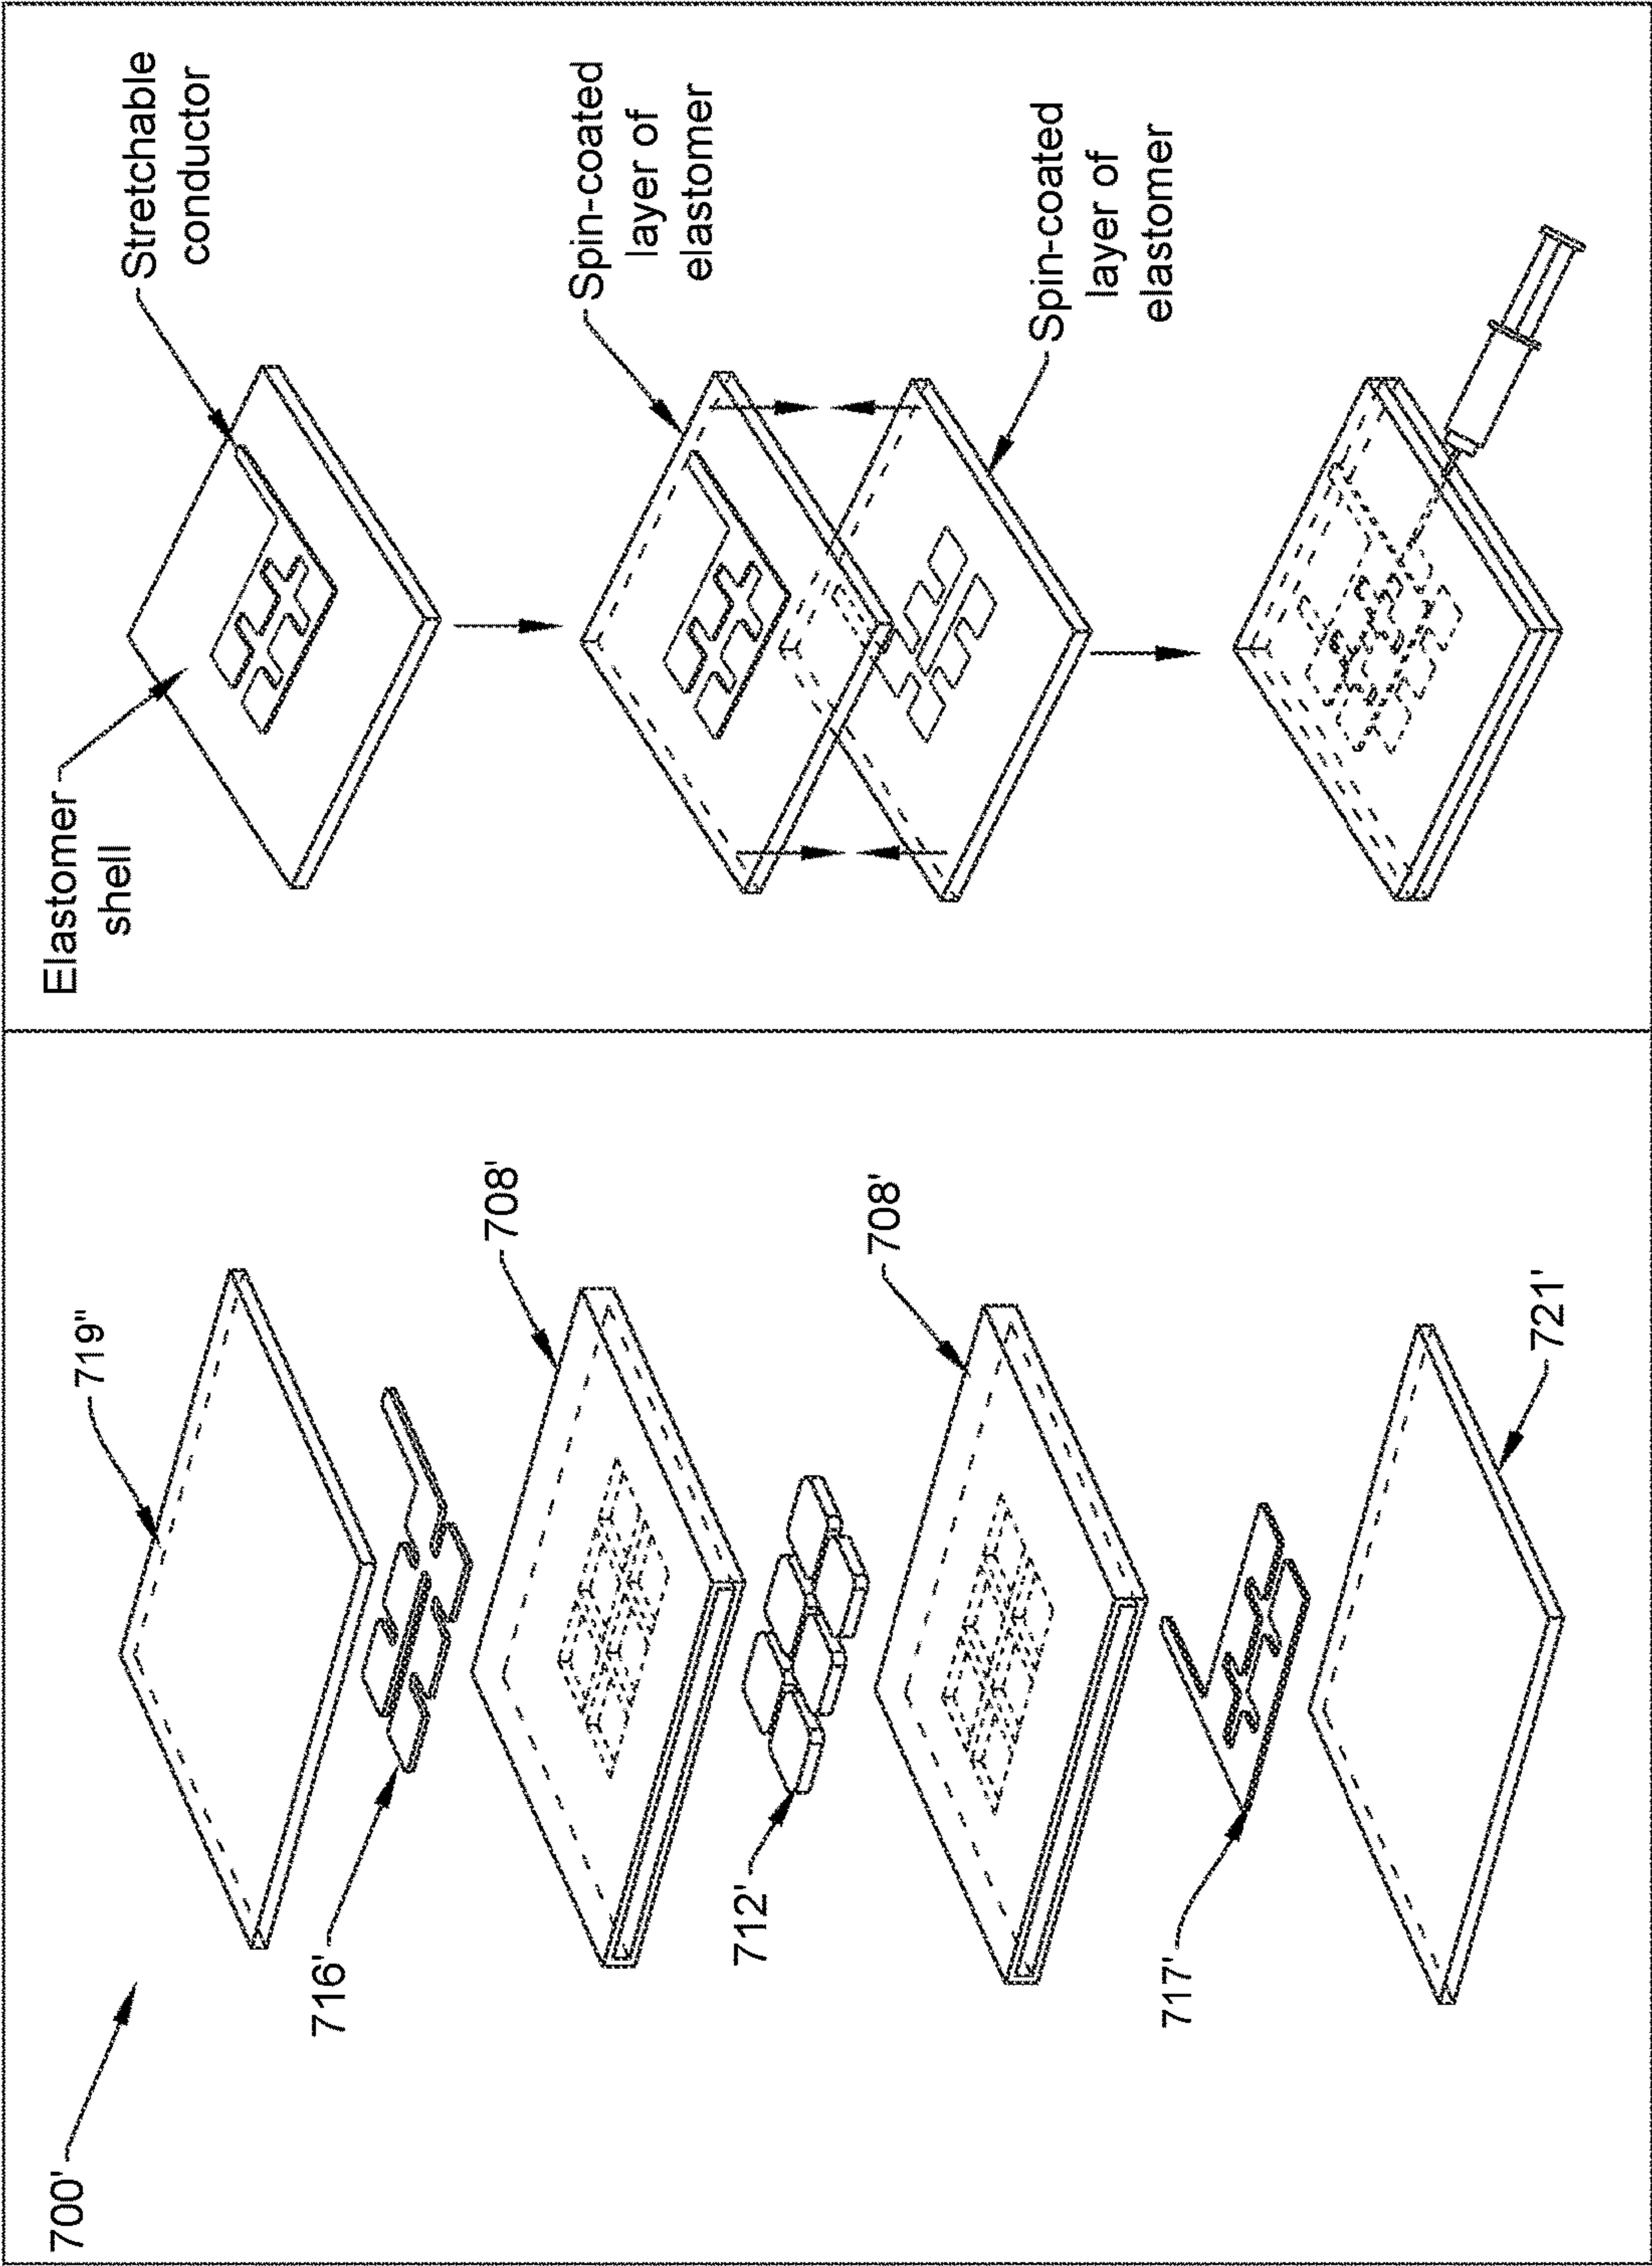 700'
719"
716'
708'
712'
708'
717'
721'
Elastomer
shell
Stretchable
conductor
Spin-coated
layer of
elastomer
Spin-coated
layer of
elastomer